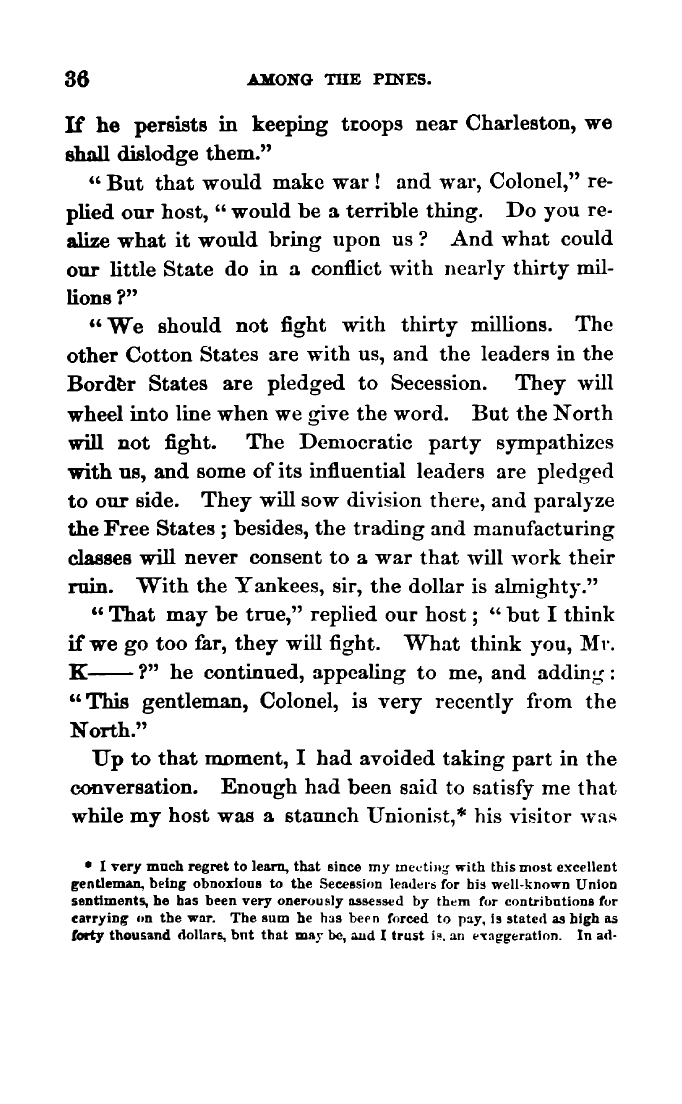 36 AMONG THE PINES.
If he persists in keeping troops near Charleston, we
shall dislodge them.”
“ But that would make war ! and war, Colonel,” re-
plied our host, “ would be a terrible thing. Do you re-
alize what it would bring upon us ? And what could
our little State do in a conflict with nearly thirty mil-
lions ?”
“ We should not fight with thirty millions. The
other Cotton States are with us, and the leaders in the
Border States are pledged to Secession. They will
wheel into line when we give the word. But the North
will not fight. The Democratic party sympathizes
with us, and some of its influential leaders are pledged
to our side. They will sow division there, and paralyze
the Free States ; besides, the trading and manufacturing
classes will never consent to a war that will work their
ruin. With the Yankees, sir, the dollar is almighty.”
“ That may be true,” replied our host ; “ but I think
if we go too far, they will fight. What think you, Mr.
K—— ?” he continued, appealing to me, and adding :
“ This gentleman, Colonel, is very recently from the
North.”
Up to that moment, I had avoided taking part in the
conversation. Enough had been said to satisfy me that
while my host was a staunch Unionist,* his visitor was
* I very much regret to learn, that since my meeting with this most excellent
gentleman, being obnoxious to the Secession leaders for his well-known Union
sentiments, he has been very onerously assessed by them for contributions for
carrying on the war. The sum he has been forced to pay, is stated as high as
forty thousand dollars, but that may be, and I trust is, an exaggeration. In ad-